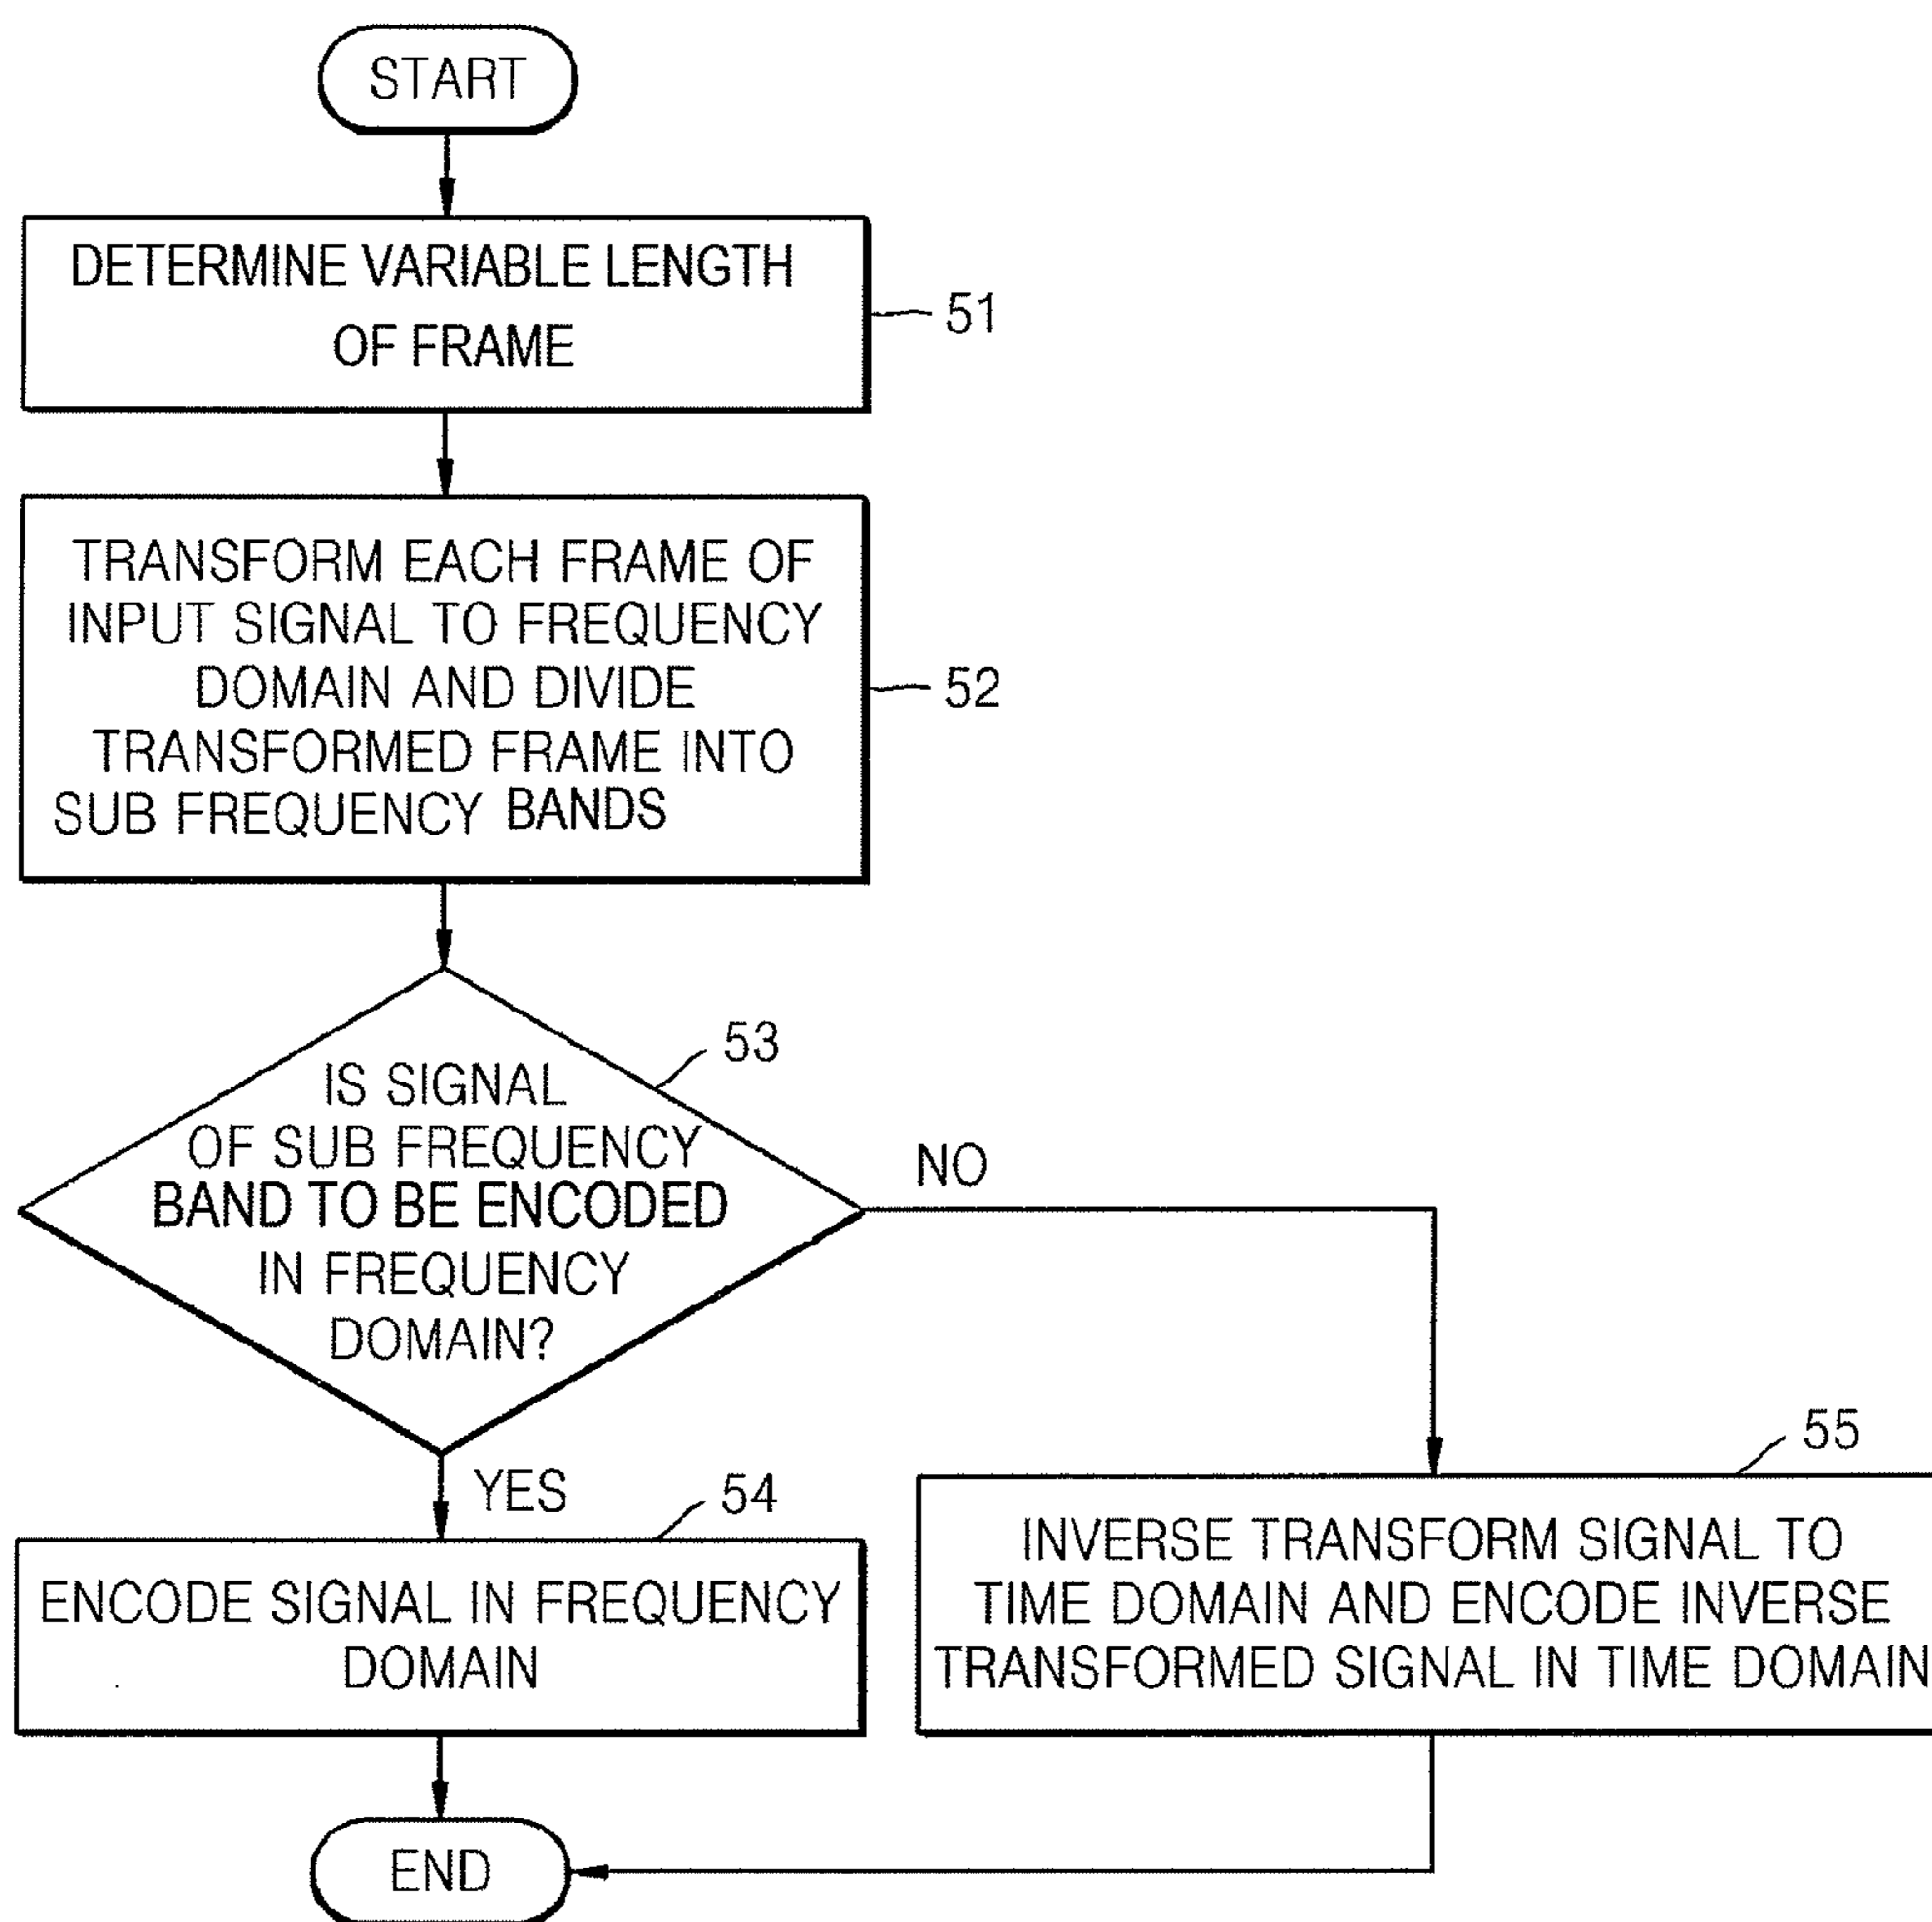 START
DETERMINE VARIABLE LENGTH
OF FRAME
51
TRANSFORM EACH FRAME OF
INPUT SIGNAL TO FREQUENCY
DOMAIN AND DIVIDE
TRANSFORMED FRAME INTO
SUB FREQUENCY BANDS
52
53
IS SIGNAL
OF SUB FREQUENCY
BAND TO BE ENCODED
IN FREQUENCY
DOMAIN?
NO
YES
54
ENCODE SIGNAL IN FREQUENCY
DOMAIN
55
INVERSE TRANSFORM SIGNAL TO
TIME DOMAIN AND ENCODE INVERSE
TRANSFORMED SIGNAL IN TIME DOMAIN
END